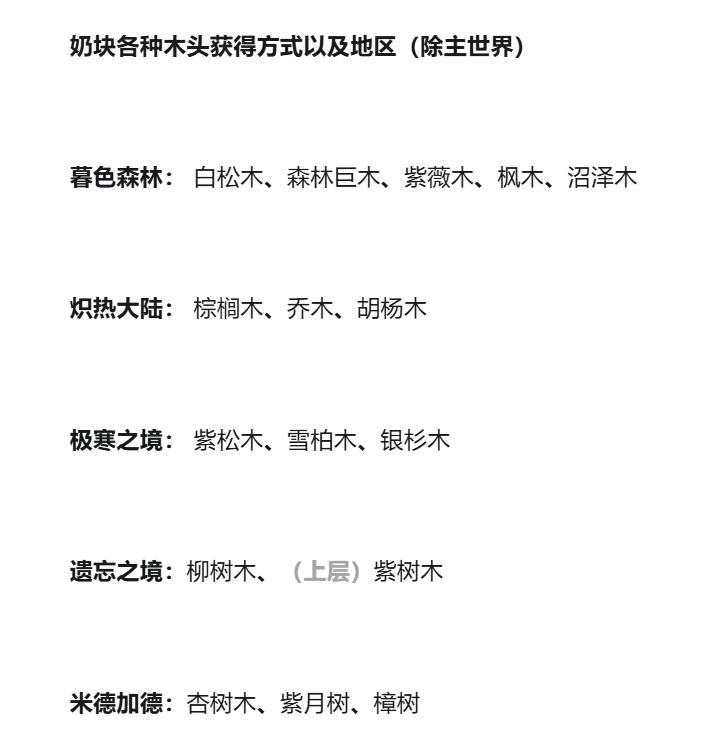 奶块各种木头获得方式以及地区（除主世界）
暮色森林： 白松木、森林巨木、紫薇木、枫木、沼泽木
炽热大陆： 棕榈木、乔木、胡杨木
极寒之境： 紫松木、雪柏木、银杉木
遗忘之境：柳树木、（上层）紫树木
米德加德：杏树木、紫月树、樟树